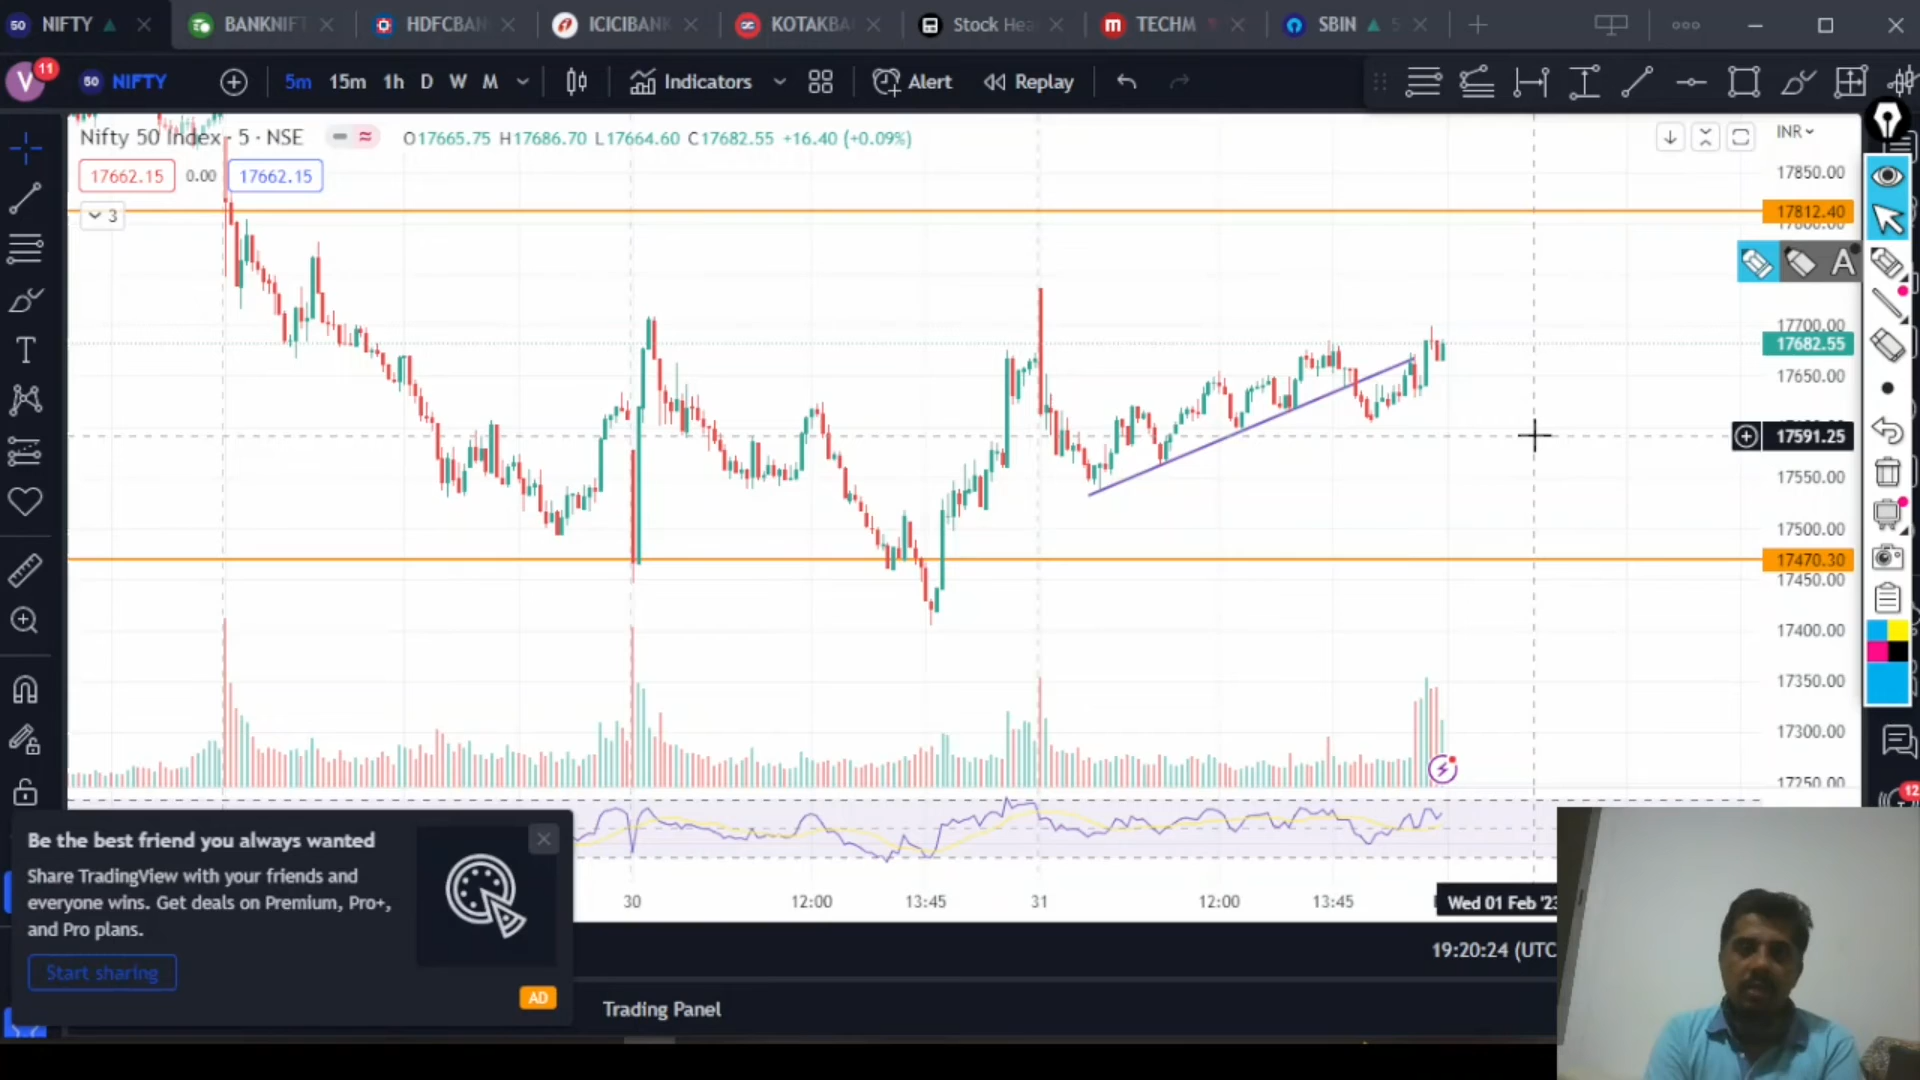 50 NIFTY
BANKNIFT
HDFCBAN
ICICIBANK
KOTAKBA
Stock Hea
TECHM
SBIN
V 11
50 NIFTY
5m 15m 1h D W M
Indicators
Alert
Replay
Nifty 50 Index · 5 · NSE
O17665.75 H17686.70 L17664.60 C17682.55 +16.40 (+0.09%)
INR
17662.15 0.00 17662.15
3
17850.00
17812.40
17700.00
17682.55
17650.00
17591.25
17550.00
17500.00
17470.30
17450.00
17400.00
17350.00
17300.00
17250.00
A
T
12
Be the best friend you always wanted
Share TradingView with your friends and
everyone wins. Get deals on Premium, Pro+,
and Pro plans.
Start sharing
AD
30 12:00 13:45 31 12:00 13:45
Wed 01 Feb '23
19:20:24 (UTC
Trading Panel